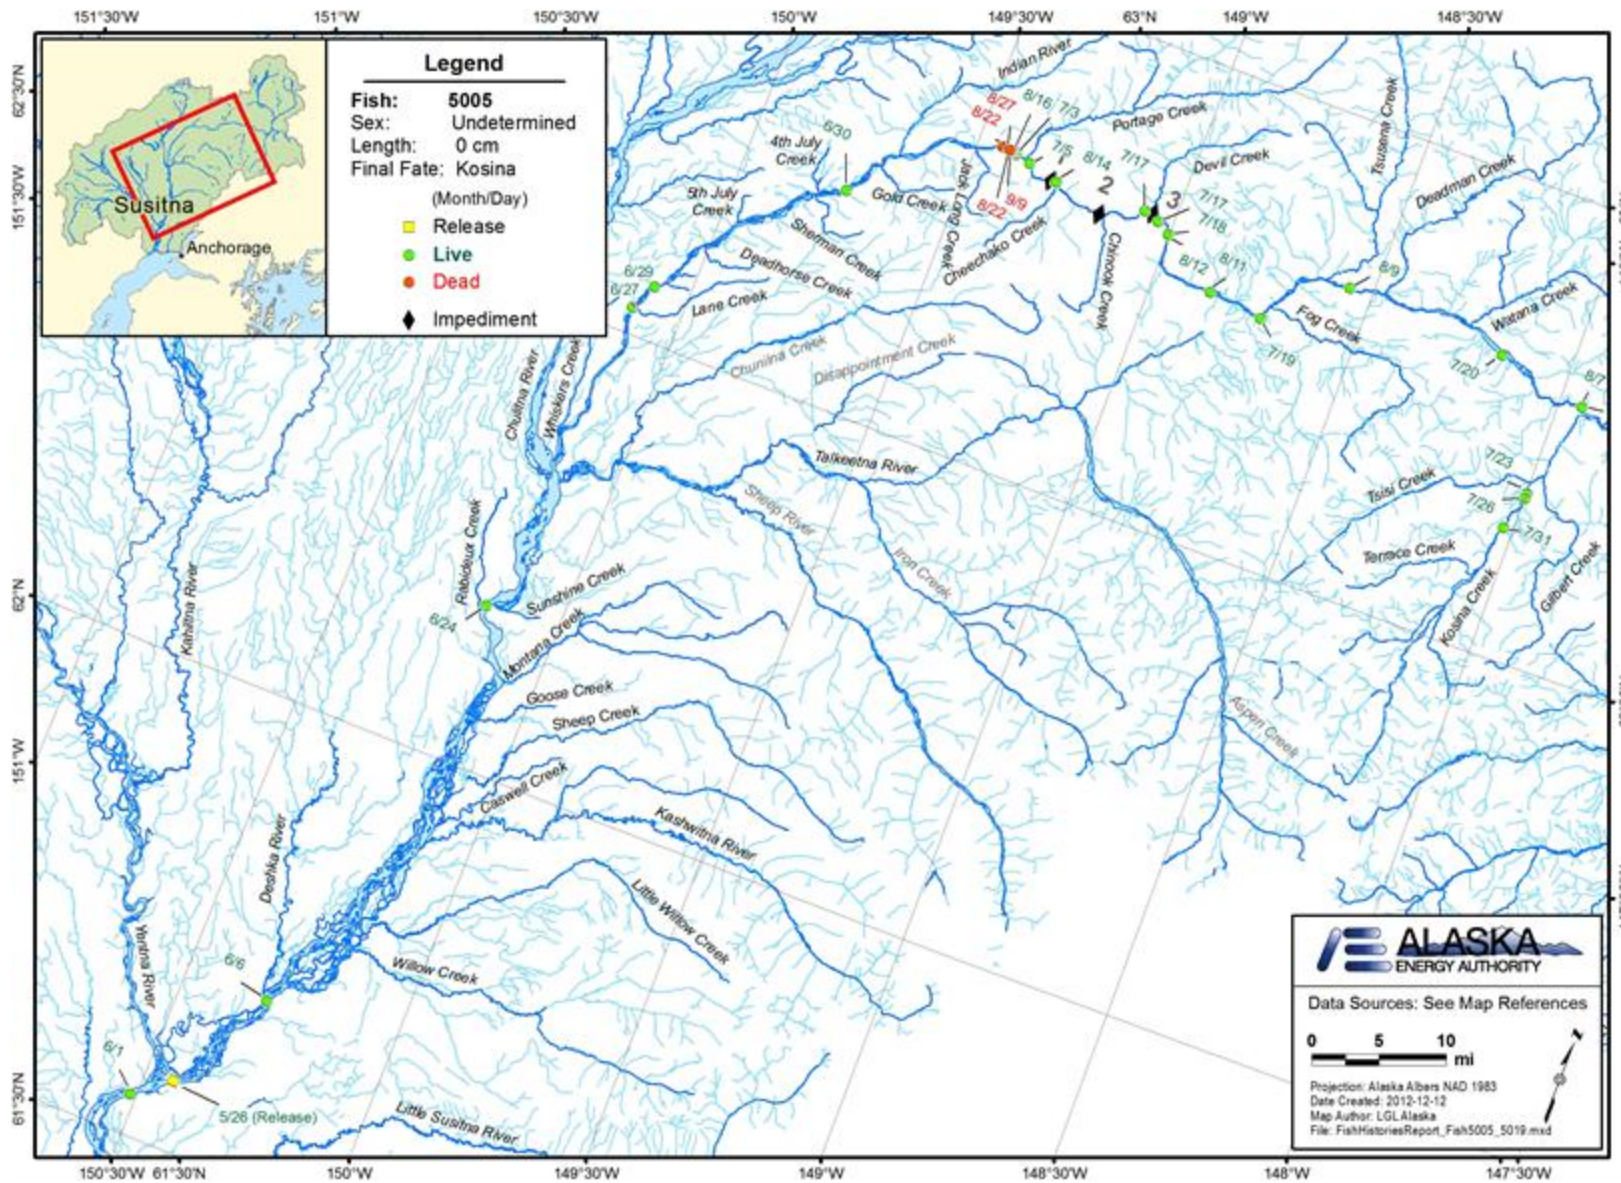 151°30'W
151°W
150°30'W
150°W
149°30'W
63°N
149°W
148°30'W
62°30'N
151°30'W
62°N
151°W
61°30'N
Susitna
Anchorage
Legend
Fish: 5005
Sex: Undetermined
Length: 0 cm
Final Fate: Kosina
(Month/Day)
Release
Live
Dead
Impediment
Indian River
8/27
8/22
8/16
7/3
Portage Creek
6/30
4th July
Creek
7/5
8/14
7/17
Devil Creek
Tsusena Creek
Deadman Creek
5th July
Creek
Gold Creek
Jack Long Creek
8/22
9/9
2
3
7/17
7/18
Cheechako Creek
Sherman Creek
Chinook Creek
Deadhorse Creek
6/29
6/27
Lane Creek
8/12
8/11
8/9
Fog Creek
Watana Creek
7/19
7/20
8/7
Chulitna River
Whiskers Creek
Chunilna Creek
Disappointment Creek
Talkeetna River
7/23
Tsisi Creek
7/26
7/31
Sheep River
Rabideux Creek
Iron Creek
Terrace Creek
Gilbert Creek
Kosina Creek
Kahiltna River
Sunshine Creek
6/24
Montana Creek
Goose Creek
Sheep Creek
Aspen Creek
Caswell Creek
Kashwitna River
Deshka River
Little Willow Creek
Yentna River
Willow Creek
6/6
6/1
5/26 (Release)
Little Susitna River
ALASKA
ENERGY AUTHORITY
Data Sources: See Map References
0 5 10
mi
N
Projection: Alaska Albers NAD 1983
Date Created: 2012-12-12
Map Author: LGL Alaska
File: FishHistoriesReport_Fish5005_5019.mxd
150°30'W
61°30'N
150°W
149°30'W
149°W
148°30'W
148°W
147°30'W